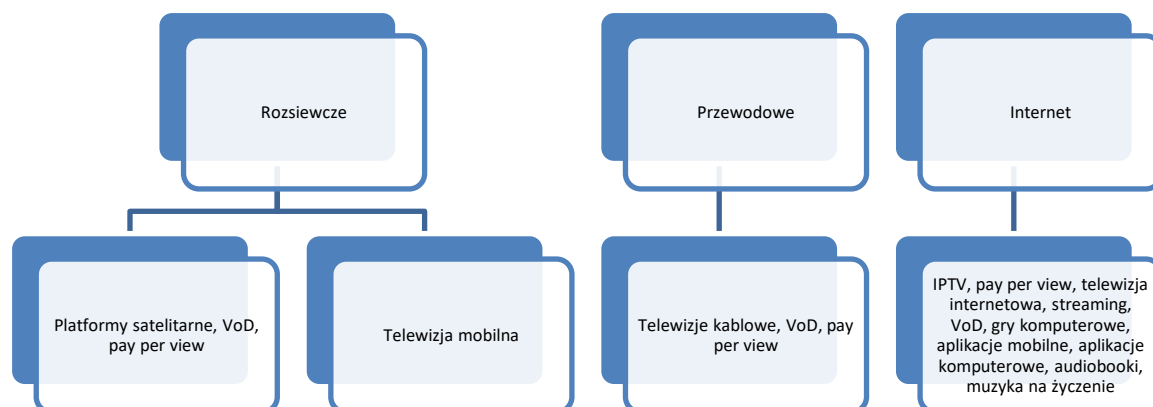 Rozsiewcze
Przewodowe
Internet
Platformy satelitarne, VoD,
pay per view
Telewizja mobilna
Telewizje kablowe, VoD, pay
per view
IPTV, pay per view, telewizja
internetowa, streaming,
VoD, gry komputerowe,
aplikacje mobilne, aplikacje
komputerowe, audiobooki,
muzyka na życzenie